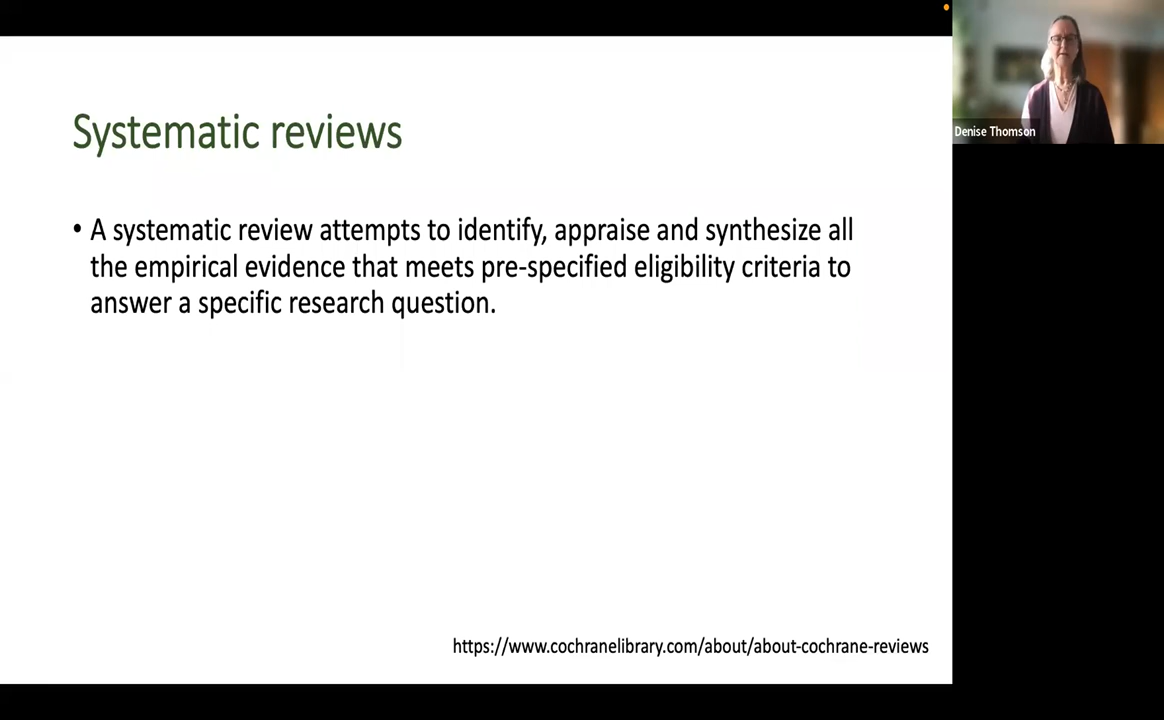 Systematic reviews
• A systematic review attempts to identify, appraise and synthesize all
the empirical evidence that meets pre-specified eligibility criteria to
answer a specific research question.
https://www.cochranelibrary.com/about/about-cochrane-reviews
Denise Thomson